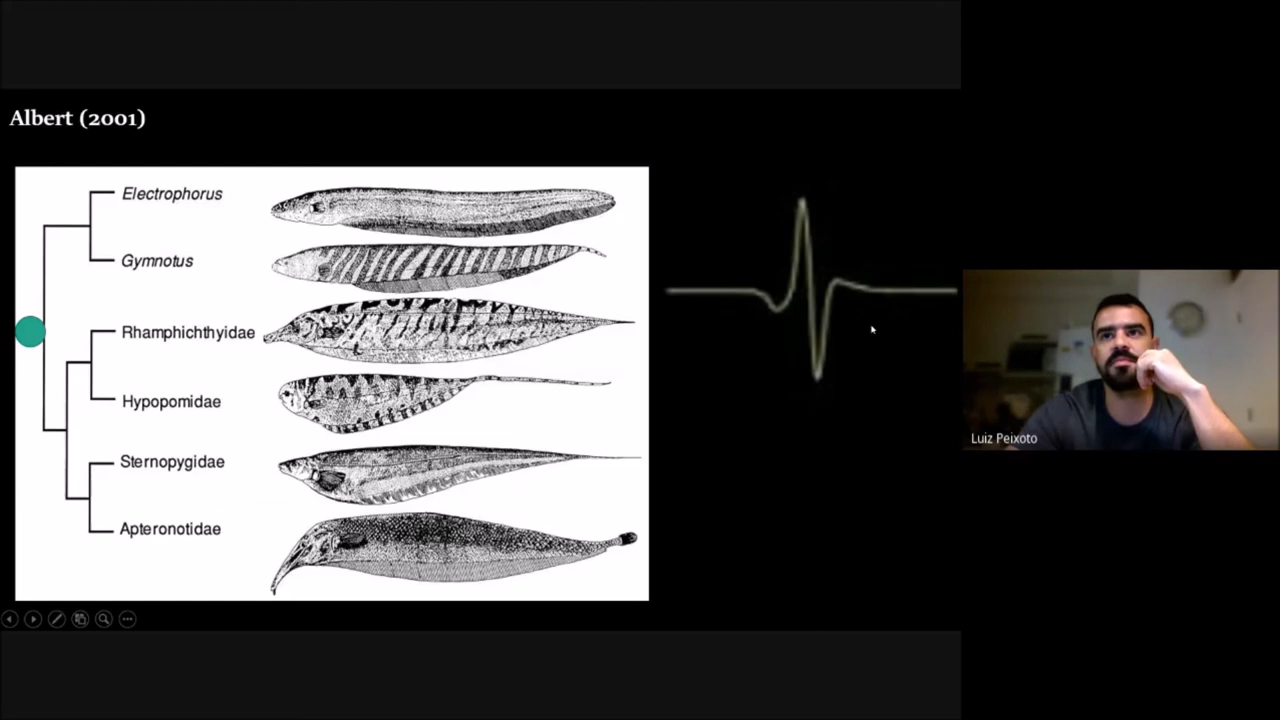 Albert (2001)
Electrophorus
Gymnotus
Rhamphichthyidae
Hypopomidae
Sternopygidae
Apteronotidae
Luiz Peixoto